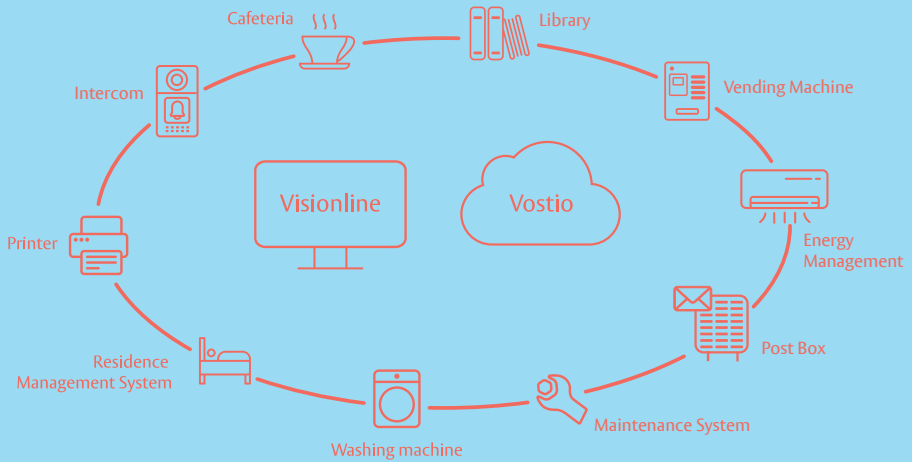 Cafeteria
Library
Intercom
Vending Machine
Visionline
Vostio
Printer
Energy
Management
Post Box
Residence
Management System
Maintenance System
Washing machine